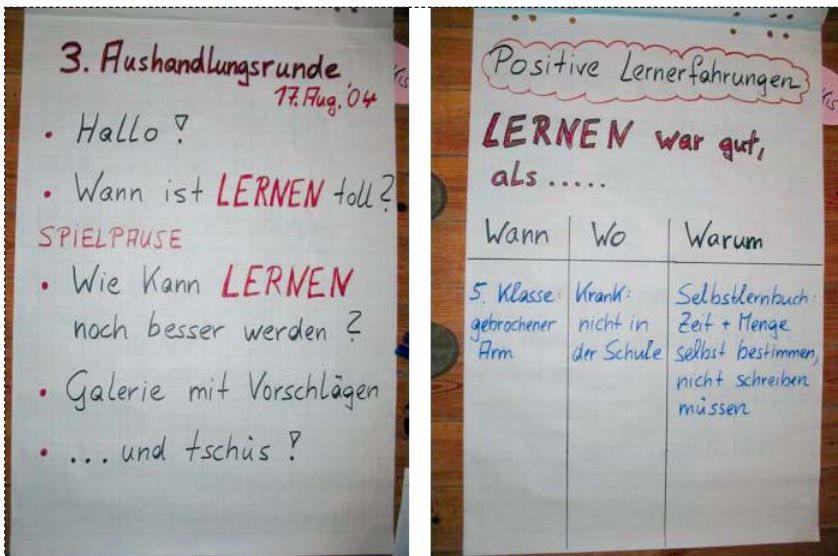 3. Aushandlungsrunde
17. Aug. '04
• Hallo !
• Wann ist LERNEN toll ?
SPIELPAUSE
• Wie kann LERNEN
noch besser werden ?
• Galerie mit Vorschlägen
• ... und tschüs !
Positive Lernerfahrungen
LERNEN war gut,
als .....
Wann Wo Warum
5. Klasse: Krank: Selbstlernbuch:
gebrochener nicht in Zeit + Menge
Arm der Schule selbst bestimmen,
nicht schreiben
müssen